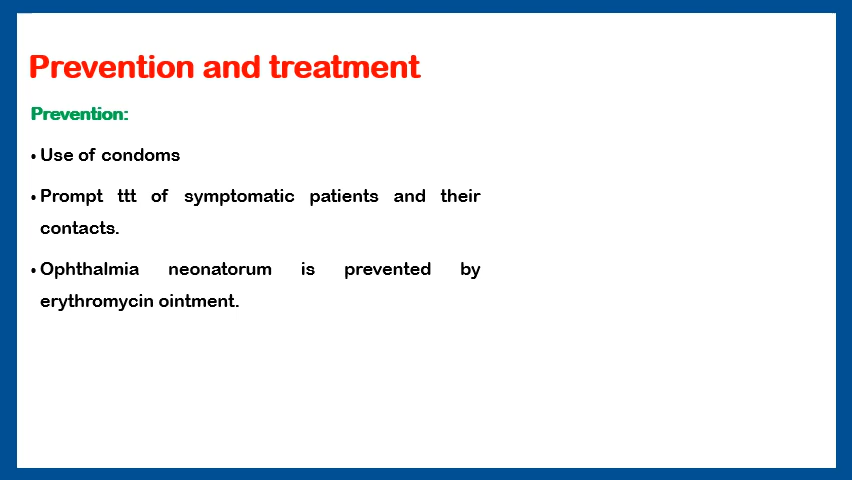 Prevention and treatment
Prevention:
• Use of condoms
• Prompt ttt of symptomatic patients and their
contacts.
• Ophthalmia neonatorum is prevented by
erythromycin ointment.